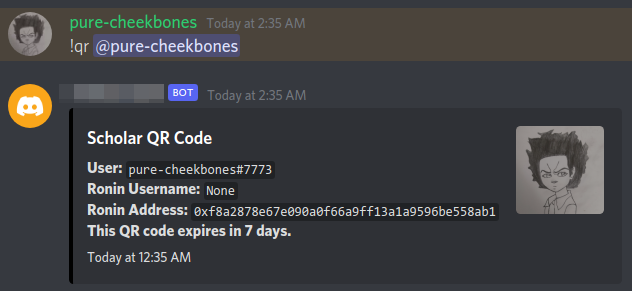 pure-cheekbones Today at 2:35 AM
!qr @pure-cheekbones
BOT Today at 2:35 AM
Scholar QR Code
User: pure-cheekbones#7773
Ronin Username: None
Ronin Address: 0xf8a2878e67e090a0f66a9ff13a1a9596be558ab1
This QR code expires in 7 days.
Today at 12:35 AM